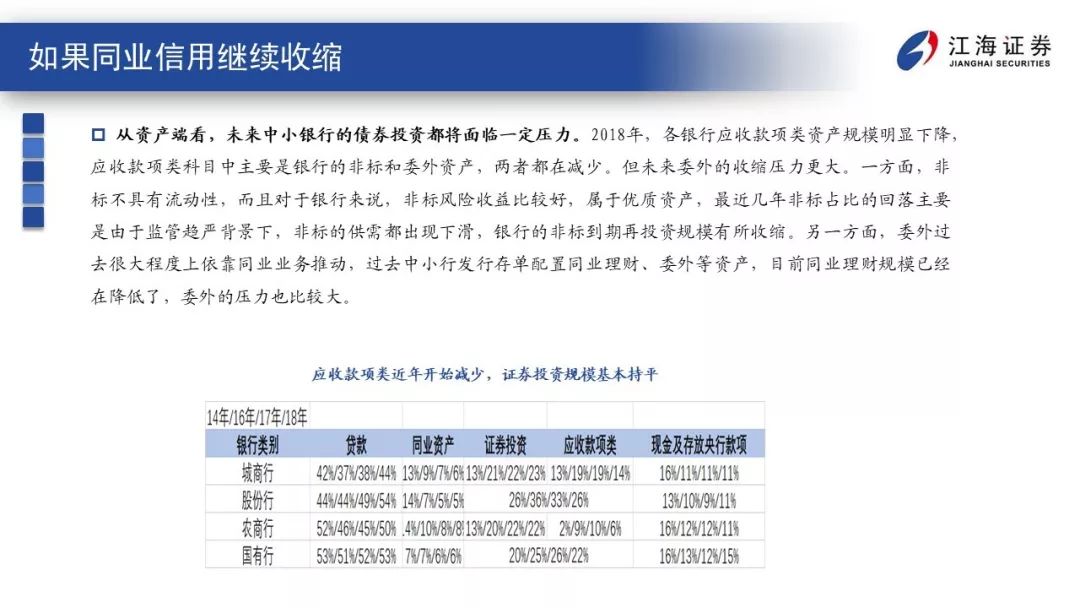 如果同业信用继续收缩
江海证券
JIANGHAI SECURITIES
从资产端看，未来中小银行的债券投资都将面临一定压力。2018年，各银行应收款项类资产规模明显下降，
应收款项类科目中主要是银行的非标和委外资产，两者都在减少。但未来委外的收缩压力更大。一方面，非
标不具有流动性，而且对于银行来说，非标风险收益比较好，属于优质资产，最近几年非标占比的回落主要
是由于监管趋严背景下，非标的供需都出现下滑，银行的非标到期再投资规模有所收缩。另一方面，委外过
去很大程度上依靠同业业务推动，过去中小行发行存单配置同业理财、委外等资产，目前同业理财规模已经
在降低了，委外的压力也比较大。
应收款项类近年开始减少，证券投资规模基本持平
14年/16年/17年/18年
银行类别 贷款 同业资产 证券投资 应收款项类 现金及存放央行款项
城商行 42%/37%/38%/44% 13%/9%/7%/6% 13%/21%/22%/23% 13%/19%/19%/14% 16%/11%/11%/11%
股份行 44%/44%/49%/54% 14%/7%/5%/5% 26%/36%/33%/26% 13%/10%/9%/11%
农商行 52%/46%/45%/50% .4%/10%/8%/8% 13%/20%/22%/22% 2%/9%/10%/6% 16%/12%/12%/11%
国有行 53%/51%/52%/53% 7%/7%/6%/6% 20%/25%/26%/22% 16%/13%/12%/15%